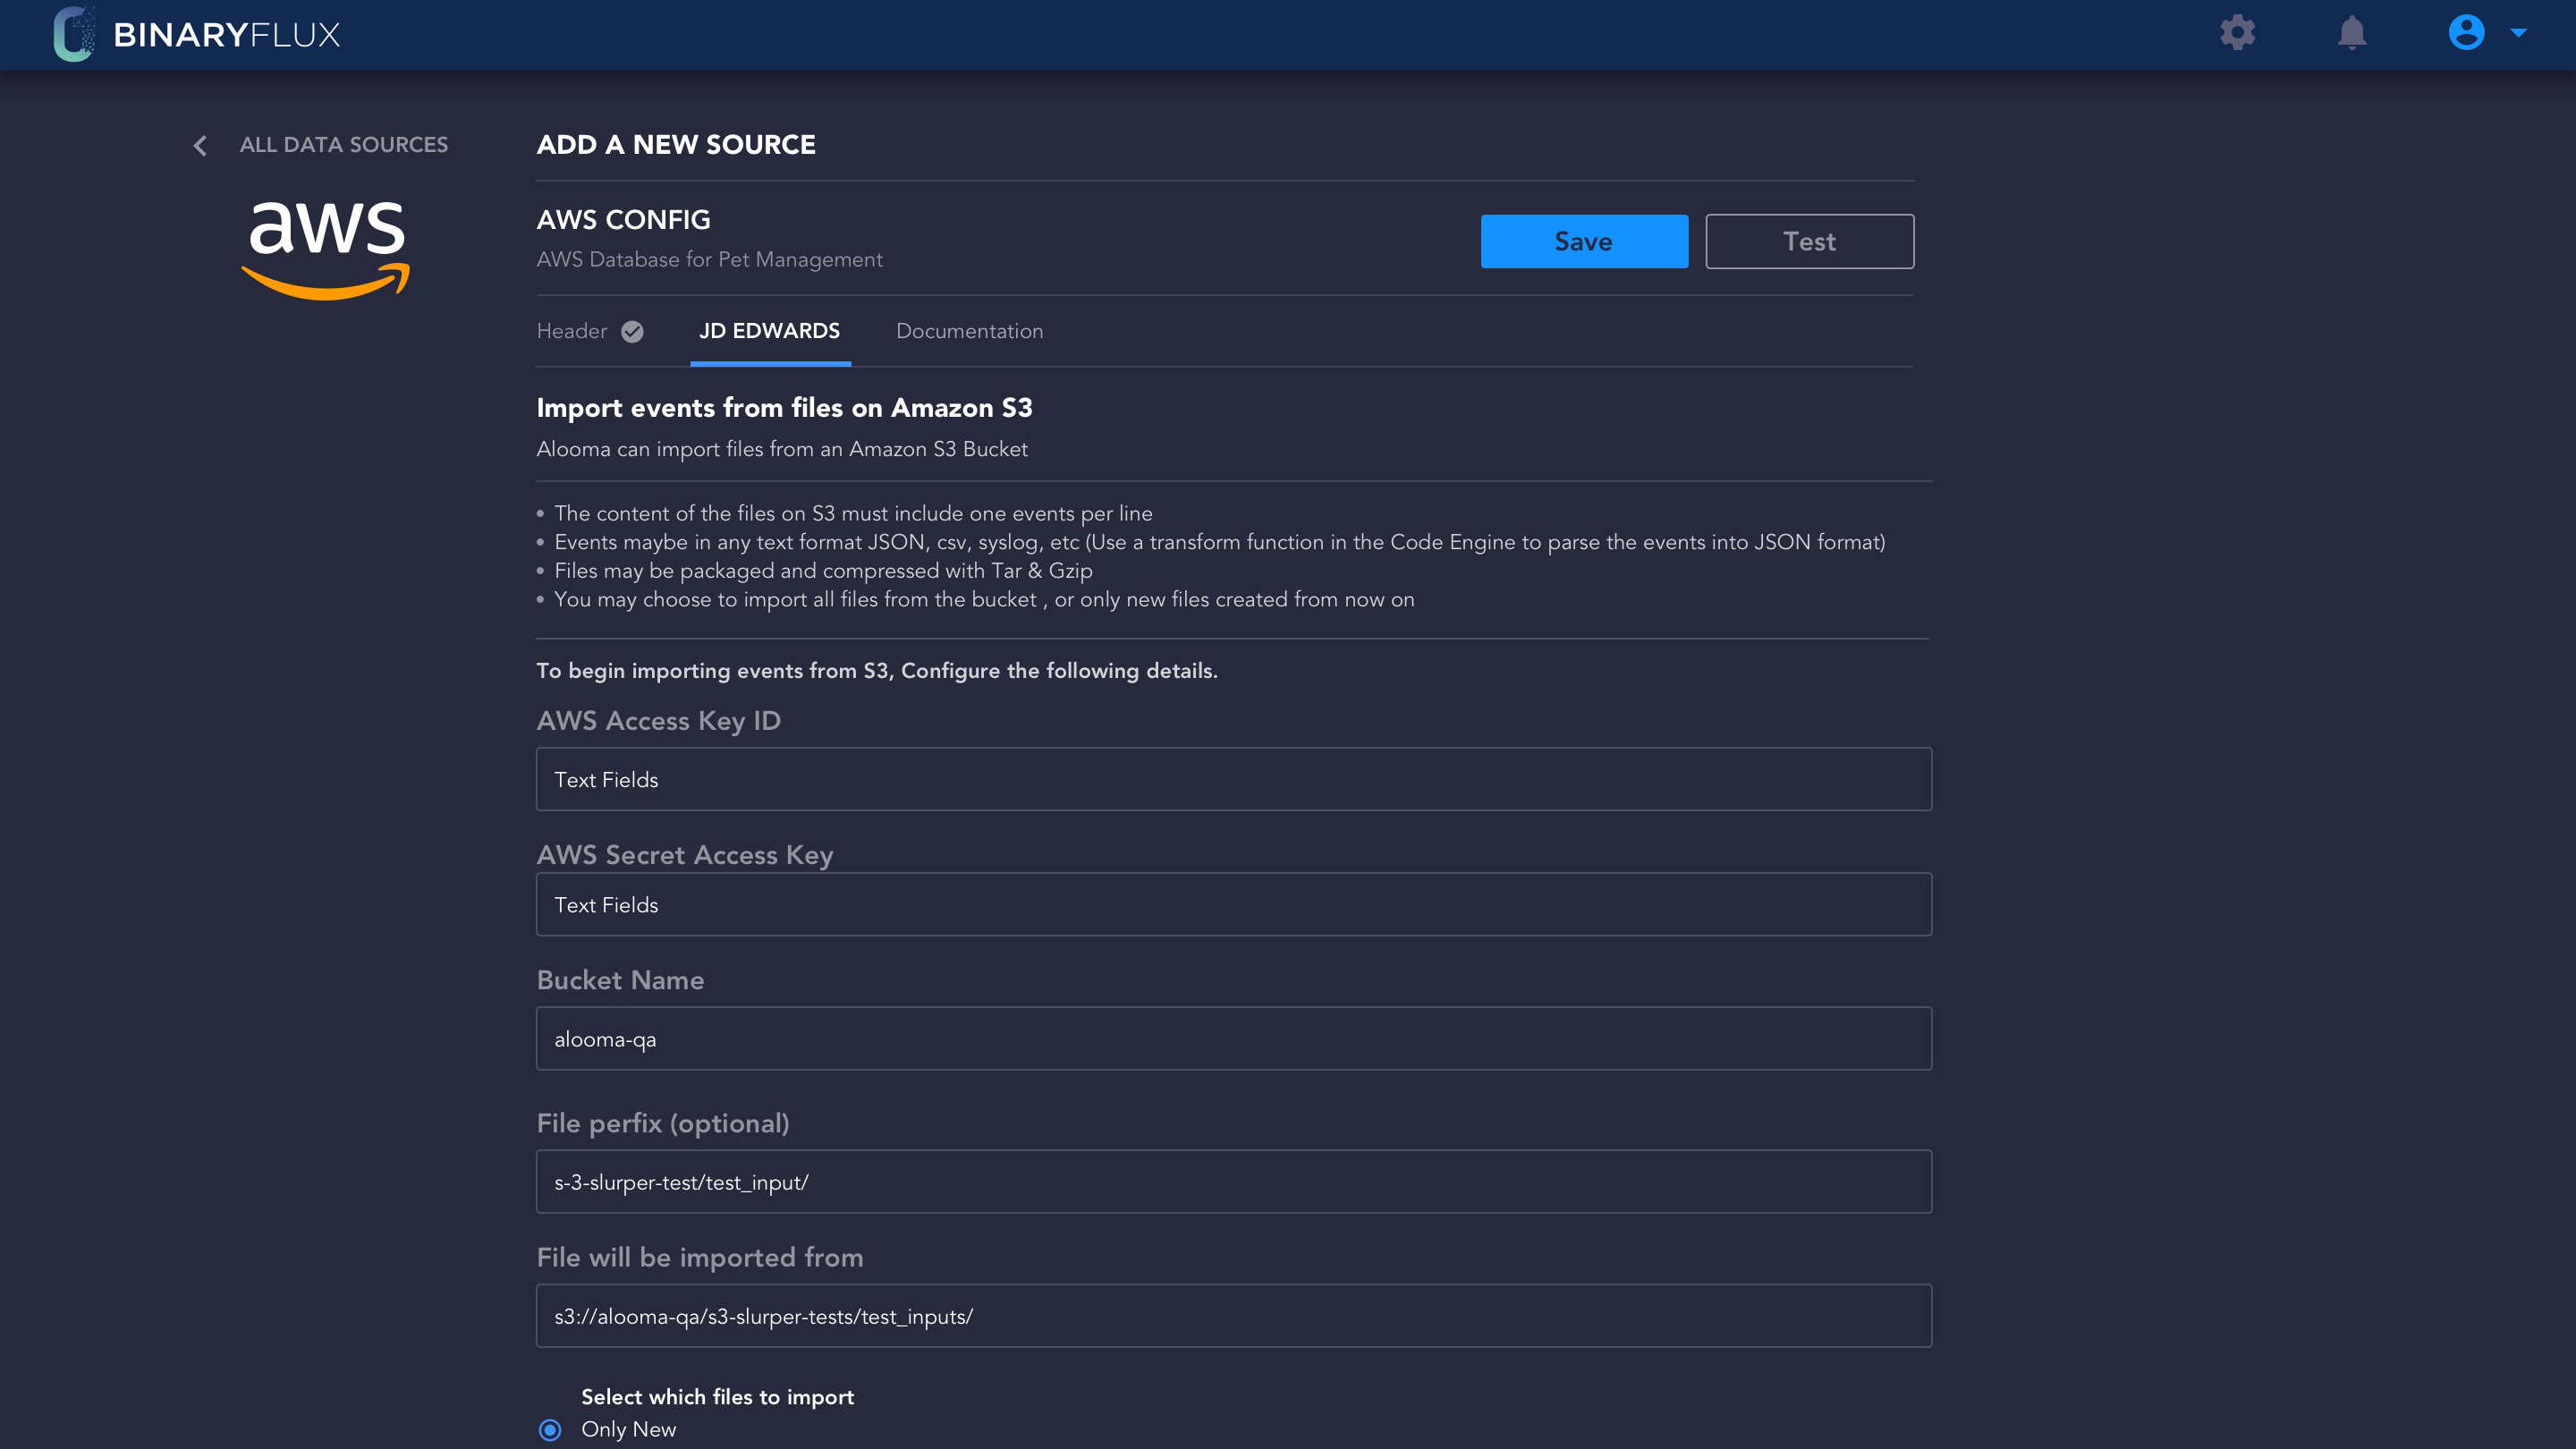 BINARYFLUX
ALL DATA SOURCES
aws
ADD A NEW SOURCE
AWS CONFIG
AWS Database for Pet Management
Save
Test
Header
JD EDWARDS
Documentation
Import events from files on Amazon S3
Alooma can import files from an Amazon S3 Bucket
• The content of the files on S3 must include one events per line
• Events maybe in any text format JSON, csv, syslog, etc (Use a transform function in the Code Engine to parse the events into JSON format)
• Files may be packaged and compressed with Tar & Gzip
• You may choose to import all files from the bucket , or only new files created from now on
To begin importing events from S3, Configure the following details.
AWS Access Key ID
Text Fields
AWS Secret Access Key
Text Fields
Bucket Name
alooma-qa
File perfix (optional)
s-3-slurper-test/test_input/
File will be imported from
s3://alooma-qa/s3-slurper-tests/test_inputs/
Select which files to import
Only New